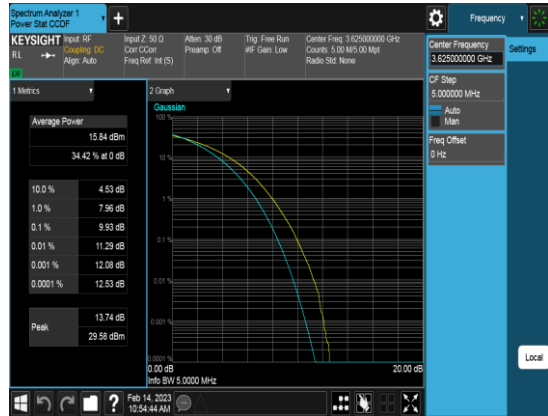 Spectrum Analyzer 1
Power Stat CCDF
+
Frequency
KEYSIGHT
RL
Input: RF
Coupling: DC
Align: Auto
Input Z: 50 Ω
Corr CCorr
Freq Ref: Int (S)
Atten: 30 dB
Preamp: Off
Trig: Free Run
#IF Gain: Low
Center Freq: 3.625000000 GHz
Counts: 5.00 M/5.00 Mpt
Radio Std: None
Center Frequency
3.625000000 GHz
Settings
CF Step
5.000000 MHz
Auto
Man
Freq Offset
0 Hz
1 Metrics
Average Power
15.84 dBm
34.42 % at 0 dB
10.0 % 4.53 dB
1.0 % 7.96 dB
0.1 % 9.93 dB
0.01 % 11.29 dB
0.001 % 12.08 dB
0.0001 % 12.53 dB
Peak
13.74 dB
29.58 dBm
2 Graph
Gaussian
100 %
10 %
1 %
0.1 %
0.01 %
0.001 %
0.0001 %
0.00 dB
20.00 dB
Info BW 5.0000 MHz
Local
?
Feb 14, 2023
10:54:44 AM